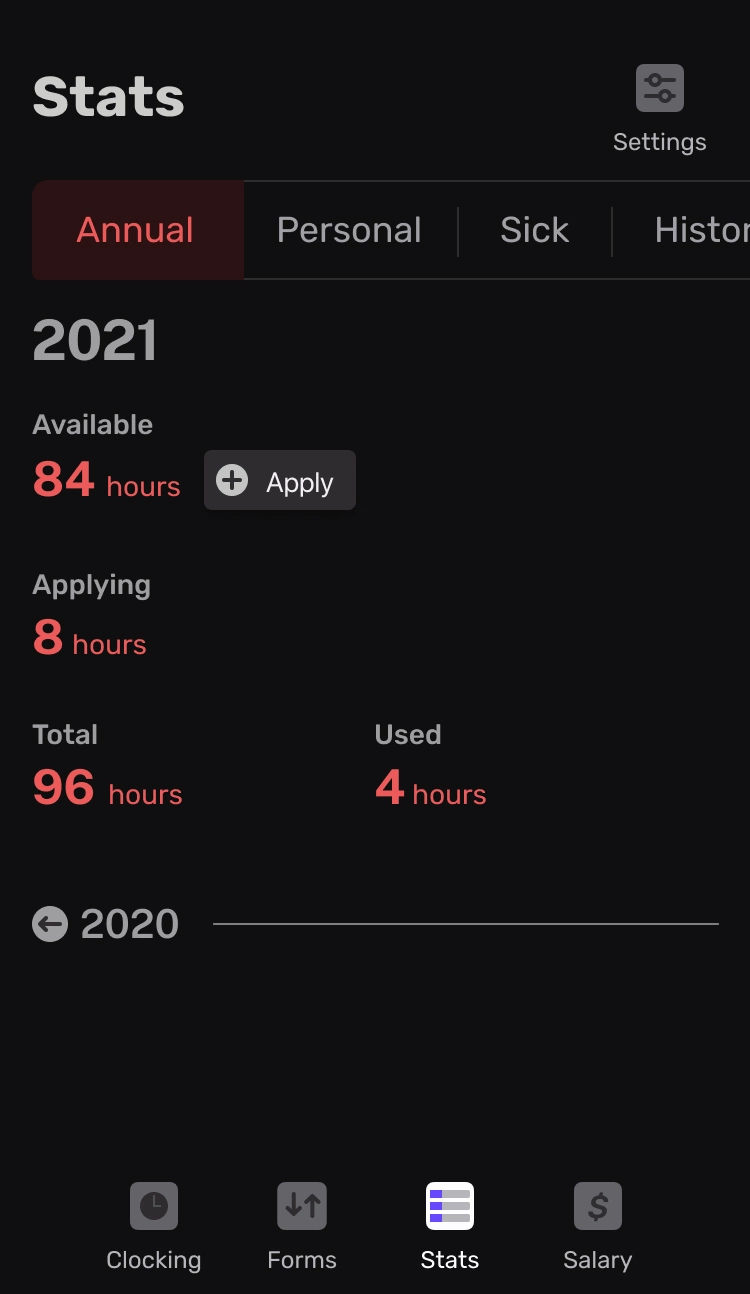 Stats
Settings
Annual Personal Sick Histor
2021
Available
84 hours Apply
Applying
8 hours
Total Used
96 hours 4 hours
2020
Clocking Forms Stats Salary